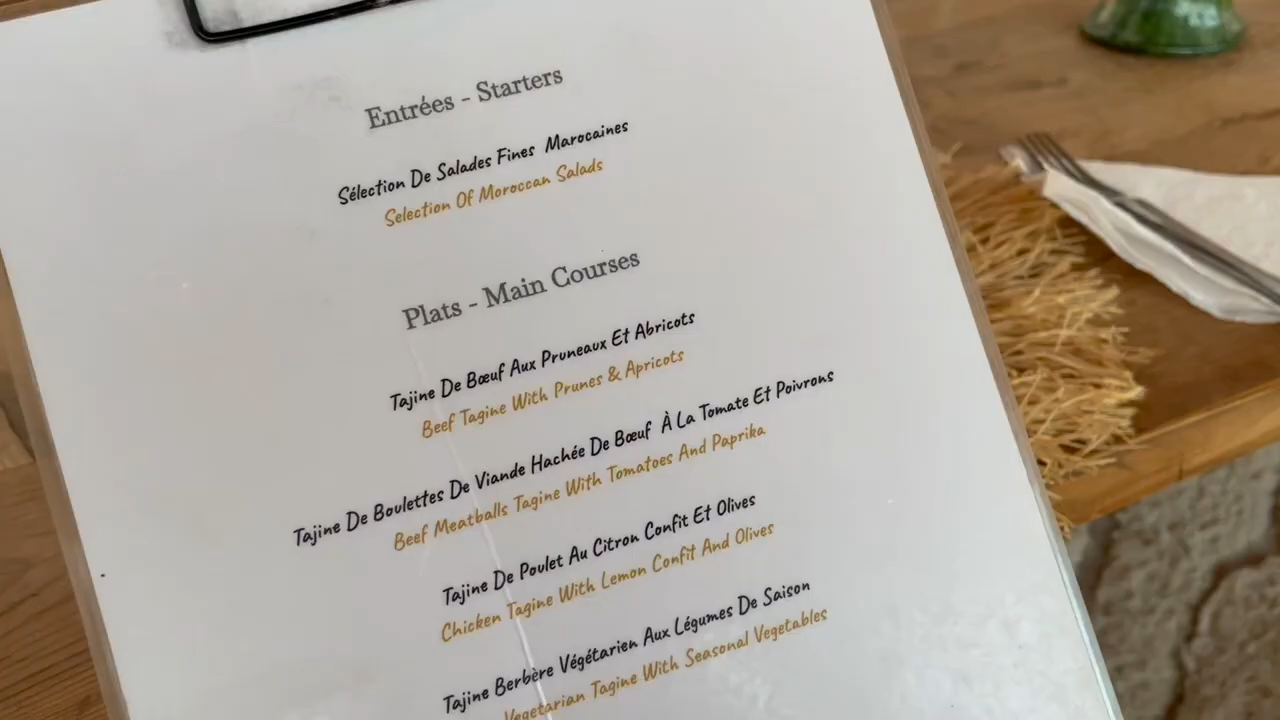 Entrées - Starters
Sélection De Salades Fines Marocaines
Selection Of Moroccan Salads
Plats - Main Courses
Tajine De Bœuf Aux Pruneaux Et Abricots
Beef Tagine With Prunes & Apricots
Tajine De Boulettes De Viande Hachée De Bœuf À La Tomate Et Poivrons
Beef Meatballs Tagine With Tomatoes And Paprika
Tajine De Poulet Au Citron Confit Et Olives
Chicken Tagine With Lemon Confit And Olives
Tajine Berbère Végétarien Aux Légumes De Saison
Vegetarian Tagine With Seasonal Vegetables